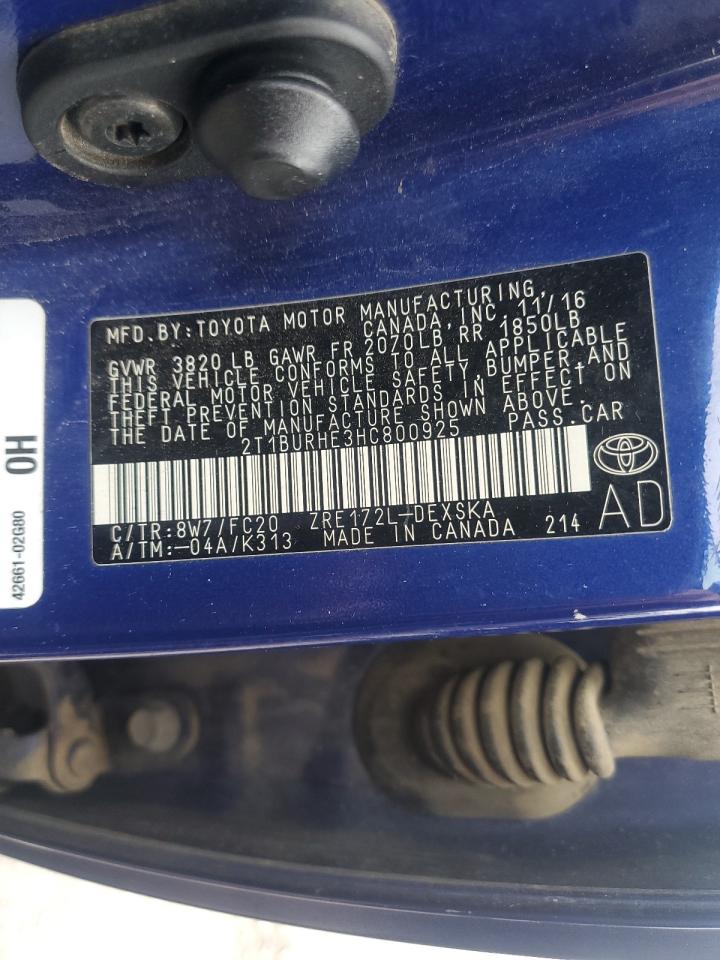 MFD.BY:TOYOTA MOTOR MANUFACTURING,
CANADA, INC. 11/16
GVWR 3820 LB GAWR FR 2070LB RR 1850LB
THIS VEHICLE CONFORMS TO ALL APPLICABLE
FEDERAL MOTOR VEHICLE SAFETY, BUMPER AND
THEFT PREVENTION STANDARDS IN EFFECT ON
THE DATE OF MANUFACTURE SHOWN ABOVE.
2T1BURHE3HC800925 PASS.CAR
C/TR:8W7/FC20 ZRE172L-DEXSKA
A/TM:-04A/K313 MADE IN CANADA 214
AD
OH
42661-02G80